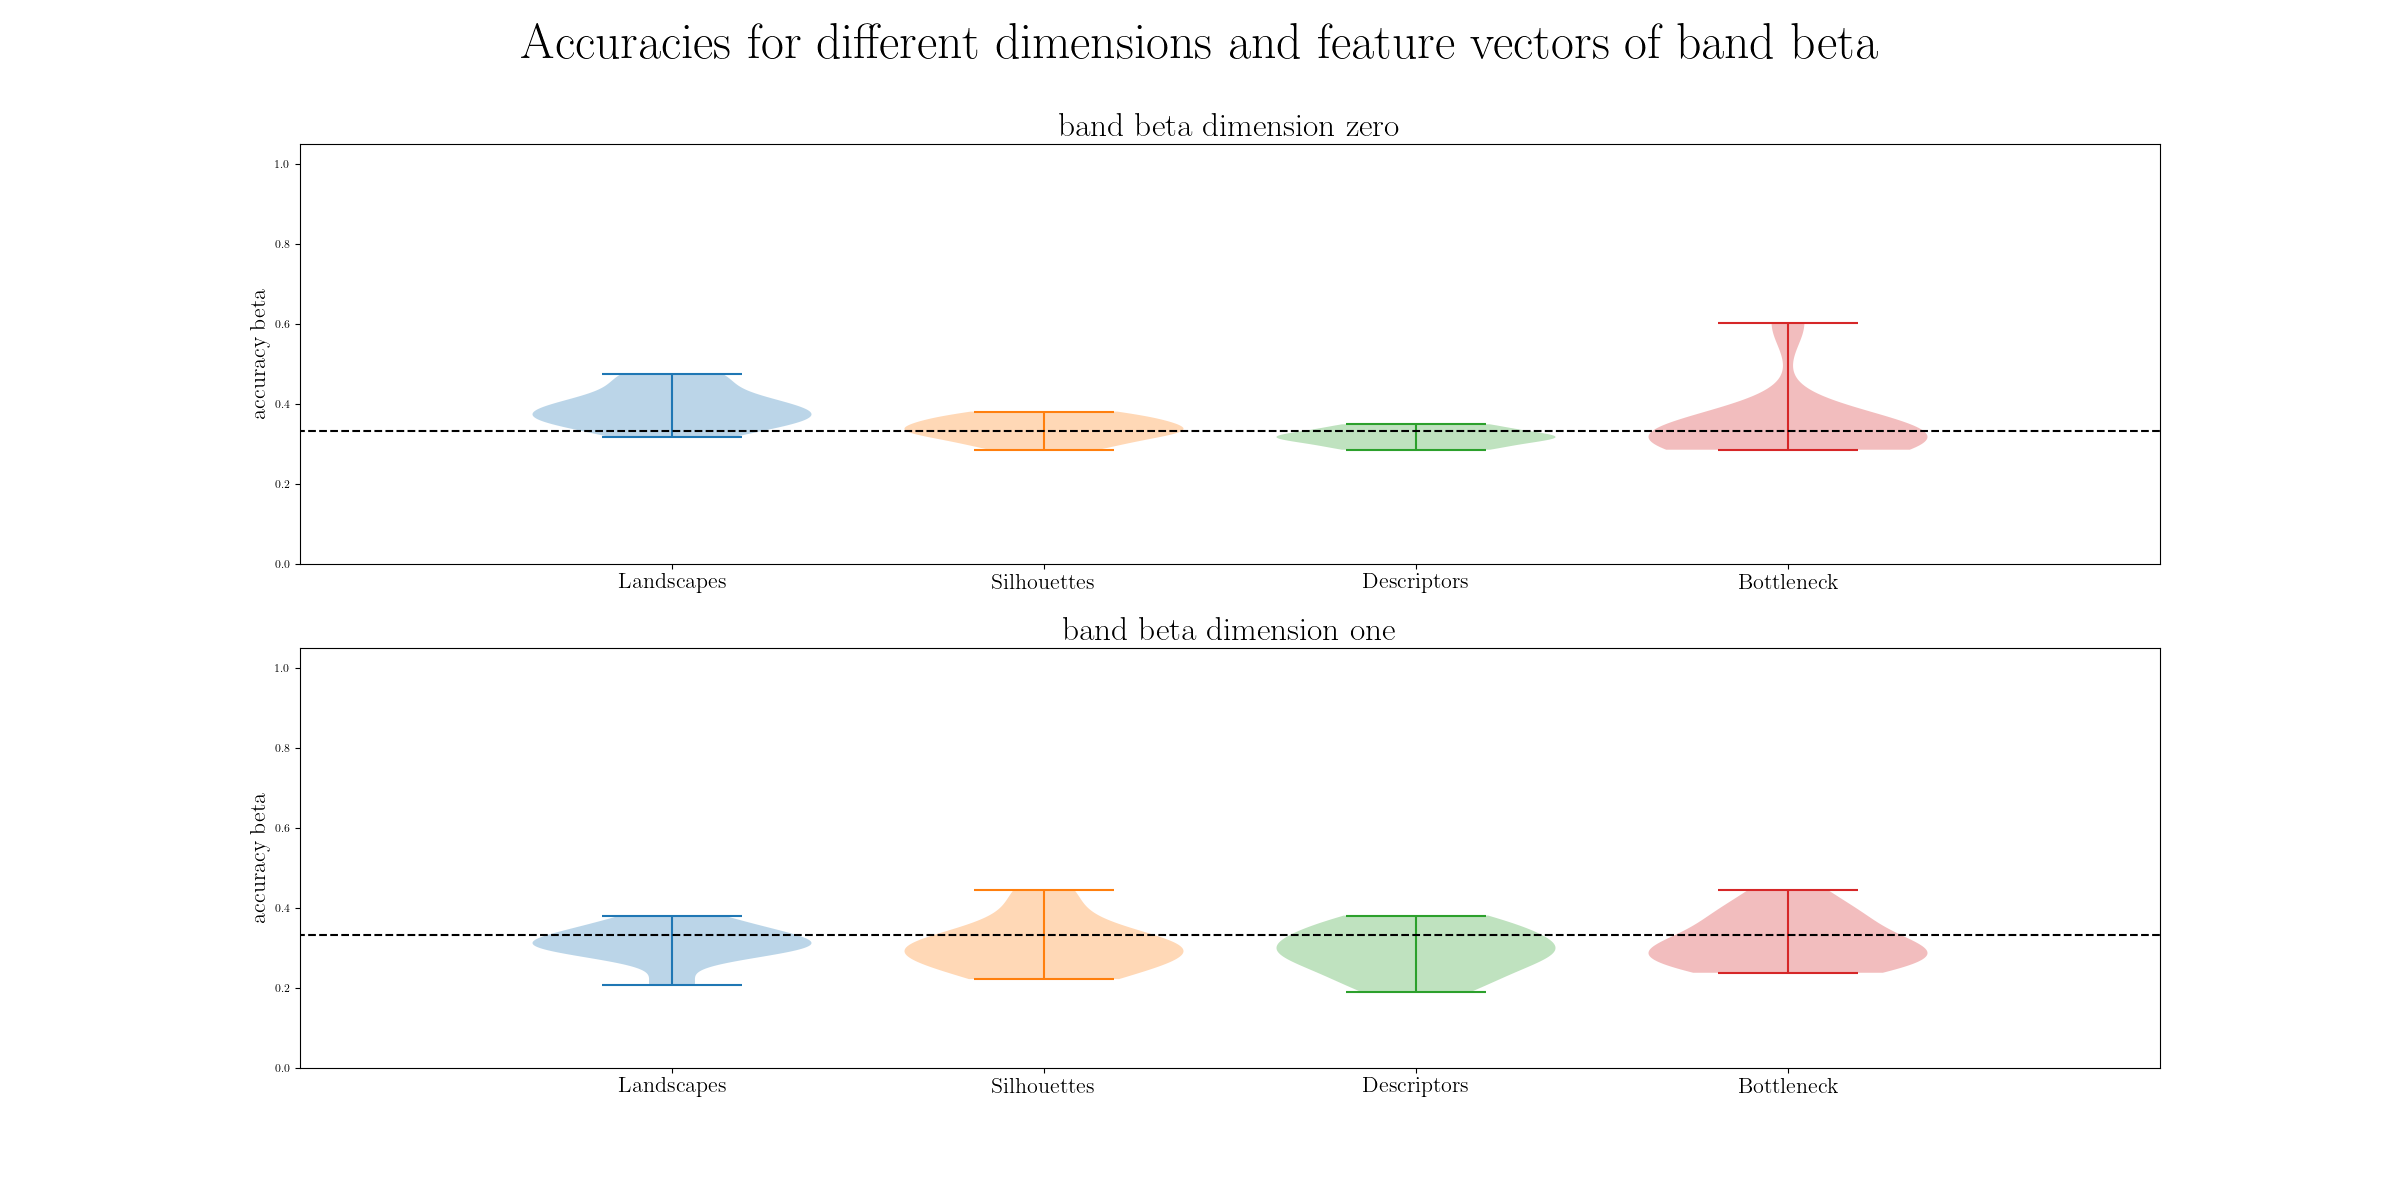 Accuracies for different dimensions and feature vectors of band beta
band beta dimension zero
1.0
0.8
0.6
0.4
0.2
0.0
accuracy beta
Landscapes Silhouettes Descriptors Bottleneck
band beta dimension one
1.0
0.8
0.6
0.4
0.2
0.0
accuracy beta
Landscapes Silhouettes Descriptors Bottleneck